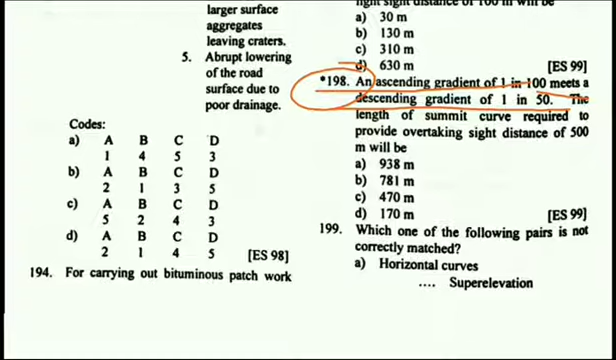 larger surface
aggregates
leaving craters.
5. Abrupt lowering
of the road
surface due to
poor drainage.
Codes:
a) A B C D
1 4 5 3
b) A B C D
2 1 3 5
c) A B C D
5 2 4 3
d) A B C D
2 1 4 5 [ES 98]
194. For carrying out bituminous patch work
a) 30 m
b) 130 m
c) 310 m
d) 630 m [ES 99]
*198. An ascending gradient of 1 in 100 meets a
descending gradient of 1 in 50. The
length of summit curve required to
provide overtaking sight distance of 500
m will be
a) 938 m
b) 781 m
c) 470 m
d) 170 m [ES 99]
199. Which one of the following pairs is not
correctly matched?
a) Horizontal curves
.... Superelevation